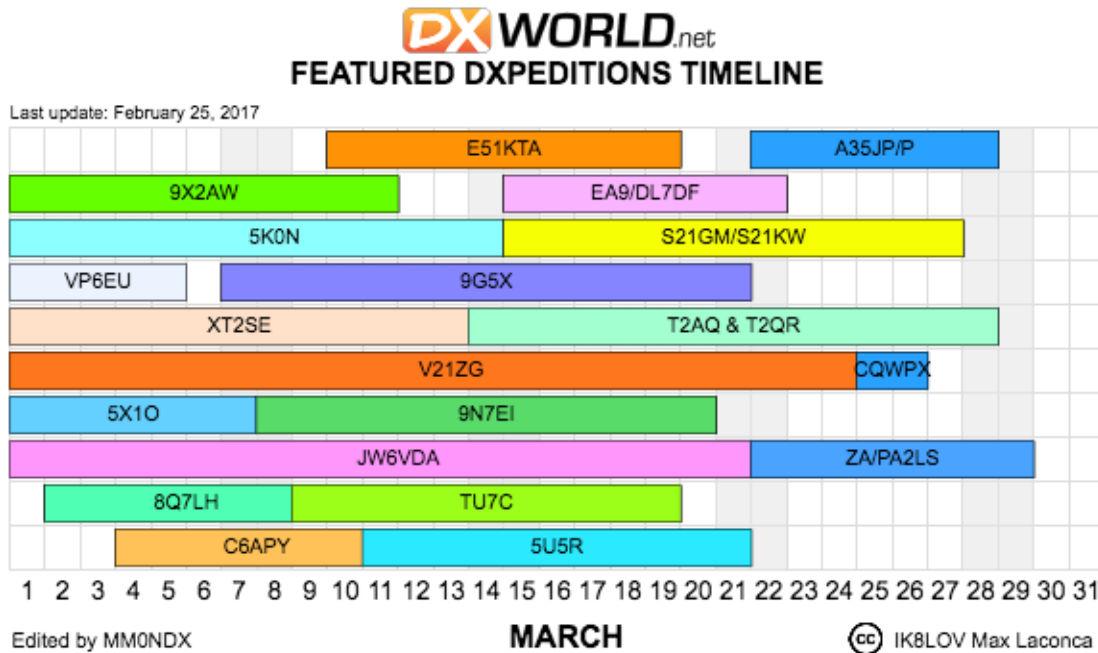 DX WORLD.net
FEATURED DXPEDITIONS TIMELINE
Last update: February 25, 2017
E51KTA A35JP/P
9X2AW EA9/DL7DF
5K0N S21GM/S21KW
VP6EU 9G5X
XT2SE T2AQ & T2QR
V21ZG CQWPX
5X1O 9N7EI
JW6VDA ZA/PA2LS
8Q7LH TU7C
C6APY 5U5R
1 2 3 4 5 6 7 8 9 10 11 12 13 14 15 16 17 18 19 20 21 22 23 24 25 26 27 28 29 30 31
Edited by MM0NDX MARCH cc IK8LOV Max Laconca